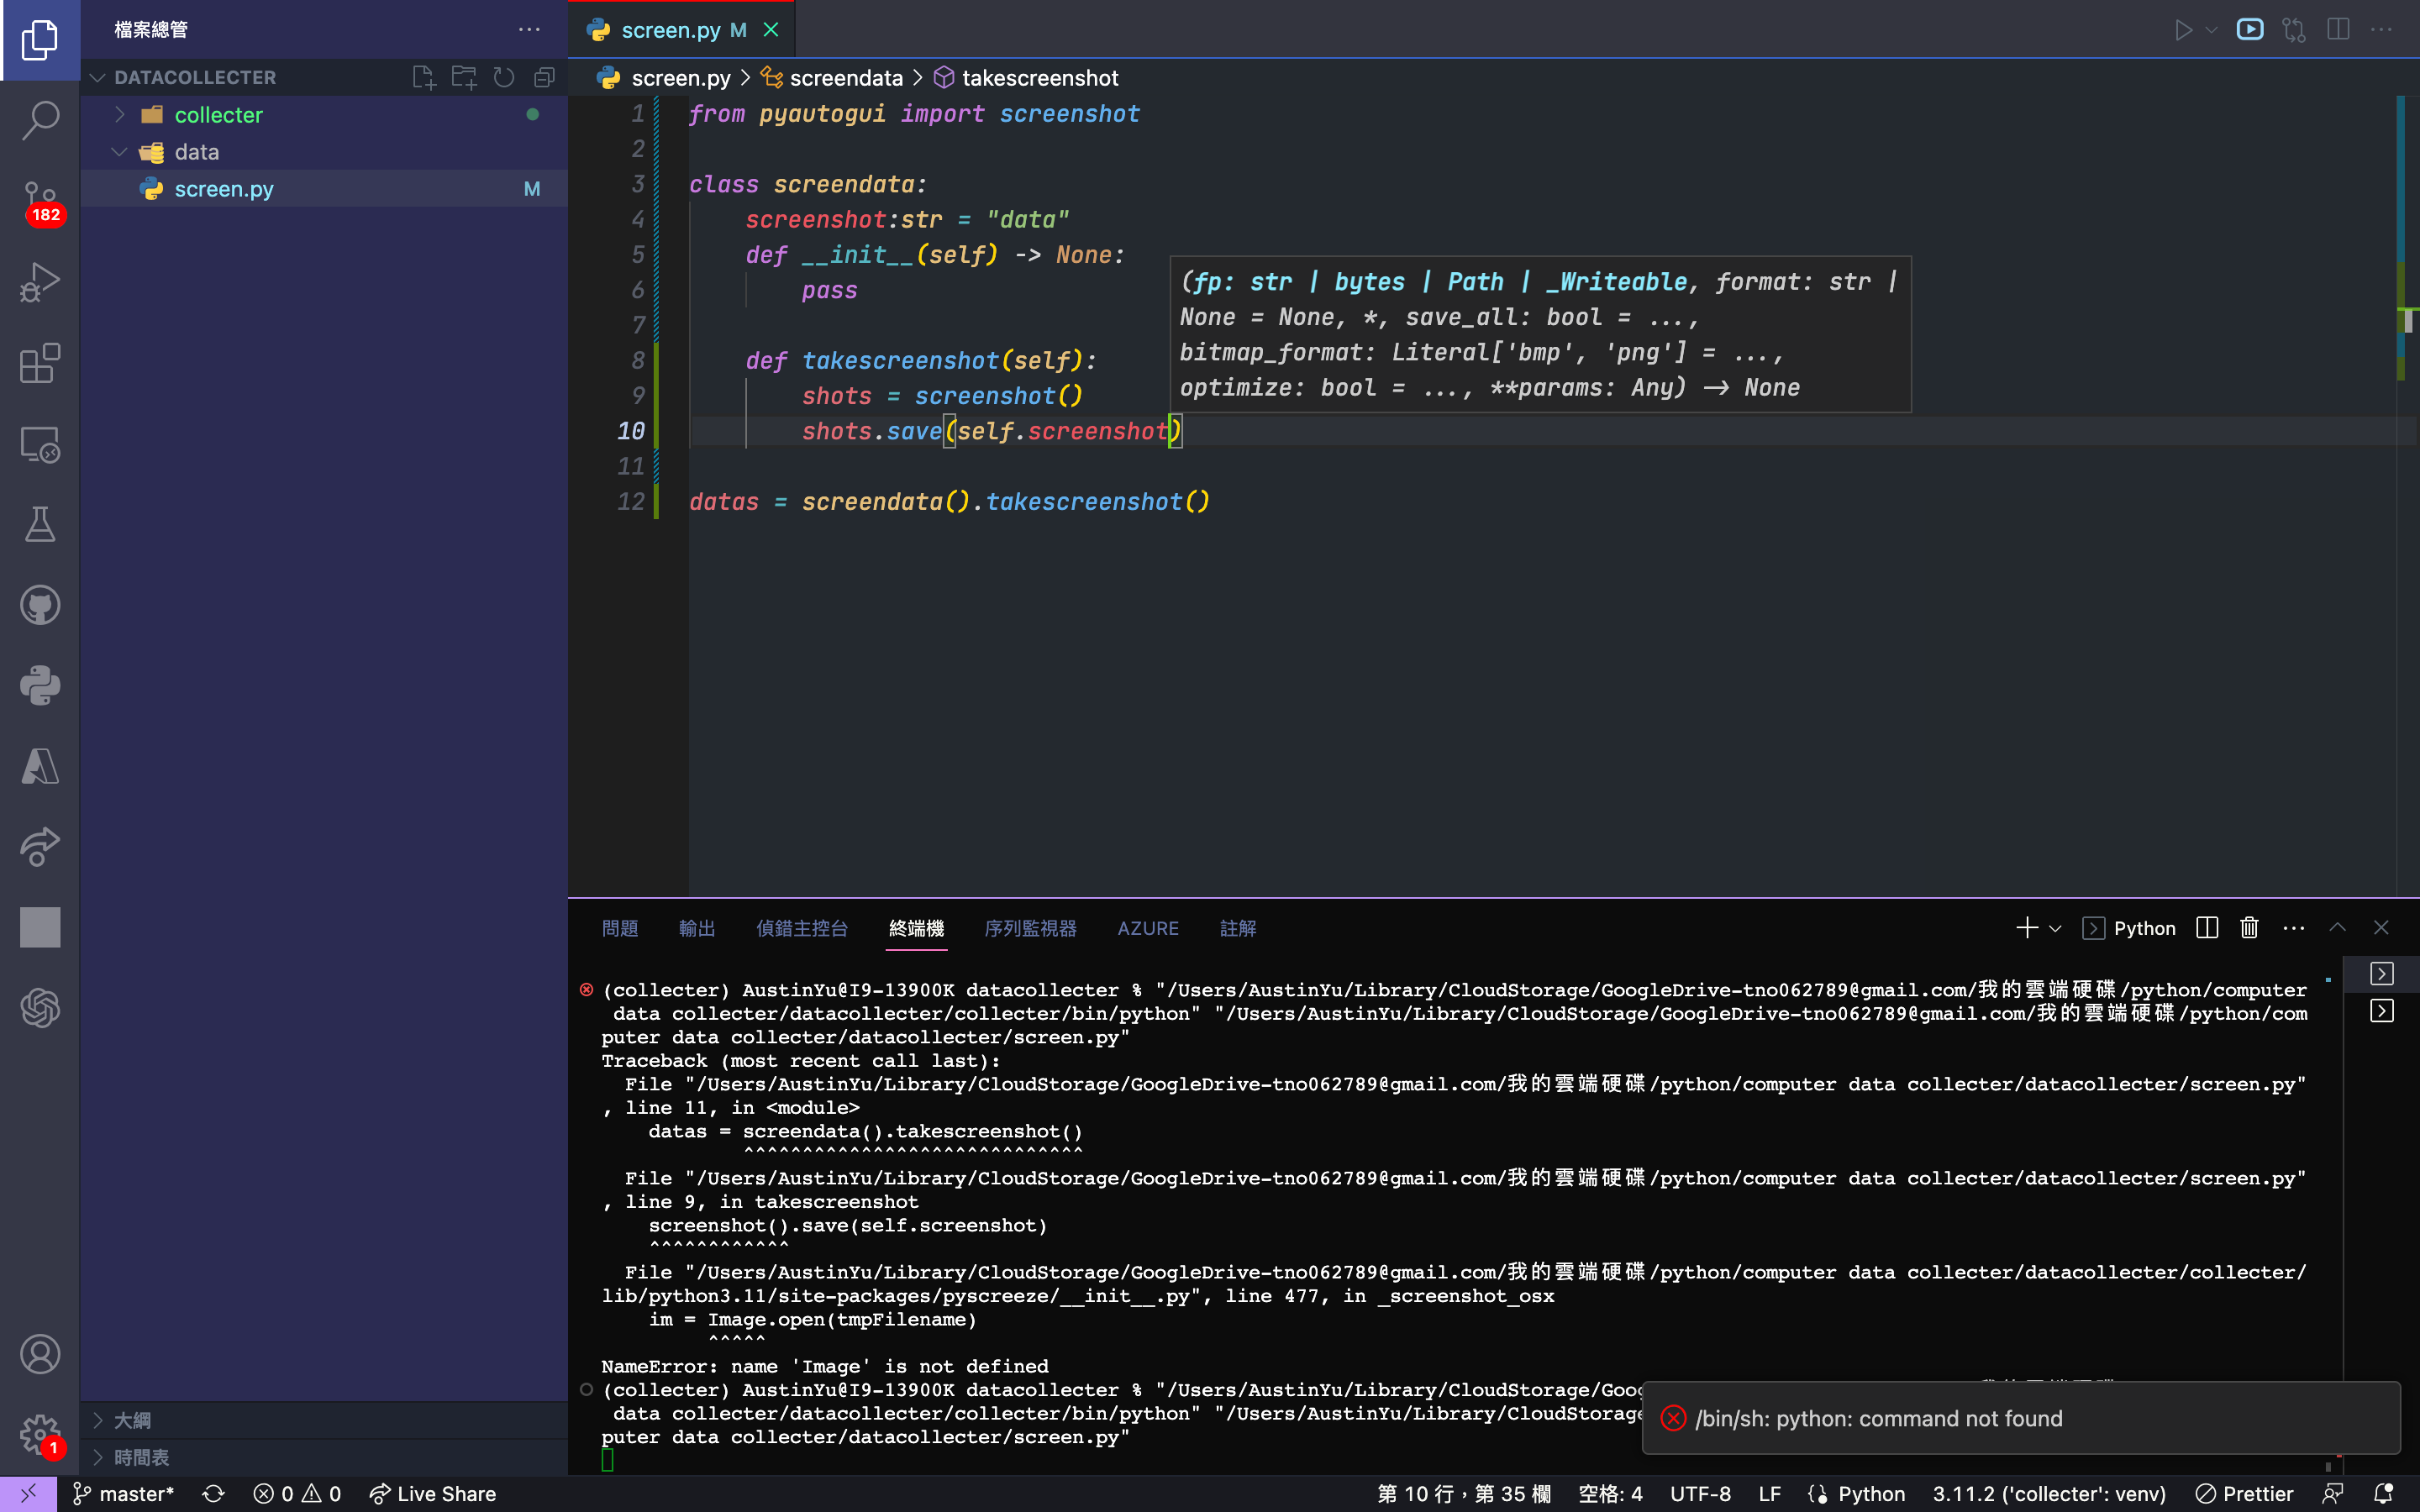 檔案總管
DATACOLLECTER
collecter
data
screen.py
M
182
大綱
時間表
1
screen.py M
screen.py > screendata > takescreenshot
1 from pyautogui import screenshot
2
3 class screendata:
4 screenshot:str = "data"
5 def __init__(self) -> None:
6 pass
7
8 def takescreenshot(self):
9 shots = screenshot()
10 shots.save(self.screenshot)
11
12 datas = screendata().takescreenshot()
(fp: str | bytes | Path | _Writeable, format: str |
None = None, *, save_all: bool = ...,
bitmap_format: Literal['bmp', 'png'] = ...,
optimize: bool = ..., **params: Any) -> None
問題 輸出 偵錯主控台 終端機 序列監視器 AZURE 註解
Python
(collecter) AustinYu@I9-13900K datacollecter % "/Users/AustinYu/Library/CloudStorage/GoogleDrive-tno062789@gmail.com/我的雲端硬碟/python/computer
data collecter/datacollecter/collecter/bin/python" "/Users/AustinYu/Library/CloudStorage/GoogleDrive-tno062789@gmail.com/我的雲端硬碟/python/com
puter data collecter/datacollecter/screen.py"
Traceback (most recent call last):
File "/Users/AustinYu/Library/CloudStorage/GoogleDrive-tno062789@gmail.com/我的雲端硬碟/python/computer data collecter/datacollecter/screen.py"
, line 11, in <module>
datas = screendata().takescreenshot()
^^^^^^^^^^^^^^^^^^^^^^^^^^^^^
File "/Users/AustinYu/Library/CloudStorage/GoogleDrive-tno062789@gmail.com/我的雲端硬碟/python/computer data collecter/datacollecter/screen.py"
, line 9, in takescreenshot
screenshot().save(self.screenshot)
^^^^^^^^^^^^
File "/Users/AustinYu/Library/CloudStorage/GoogleDrive-tno062789@gmail.com/我的雲端硬碟/python/computer data collecter/datacollecter/collecter/
lib/python3.11/site-packages/pyscreeze/__init__.py", line 477, in _screenshot_osx
im = Image.open(tmpFilename)
^^^^^
NameError: name 'Image' is not defined
(collecter) AustinYu@I9-13900K datacollecter % "/Users/AustinYu/Library/CloudStorage/Goog
data collecter/datacollecter/collecter/bin/python" "/Users/AustinYu/Library/CloudStorage
puter data collecter/datacollecter/screen.py"
/bin/sh: python: command not found
master* 0 0 Live Share
第 10 行，第 35 欄 空格: 4 UTF-8 LF Python 3.11.2 ('collecter': venv) Prettier